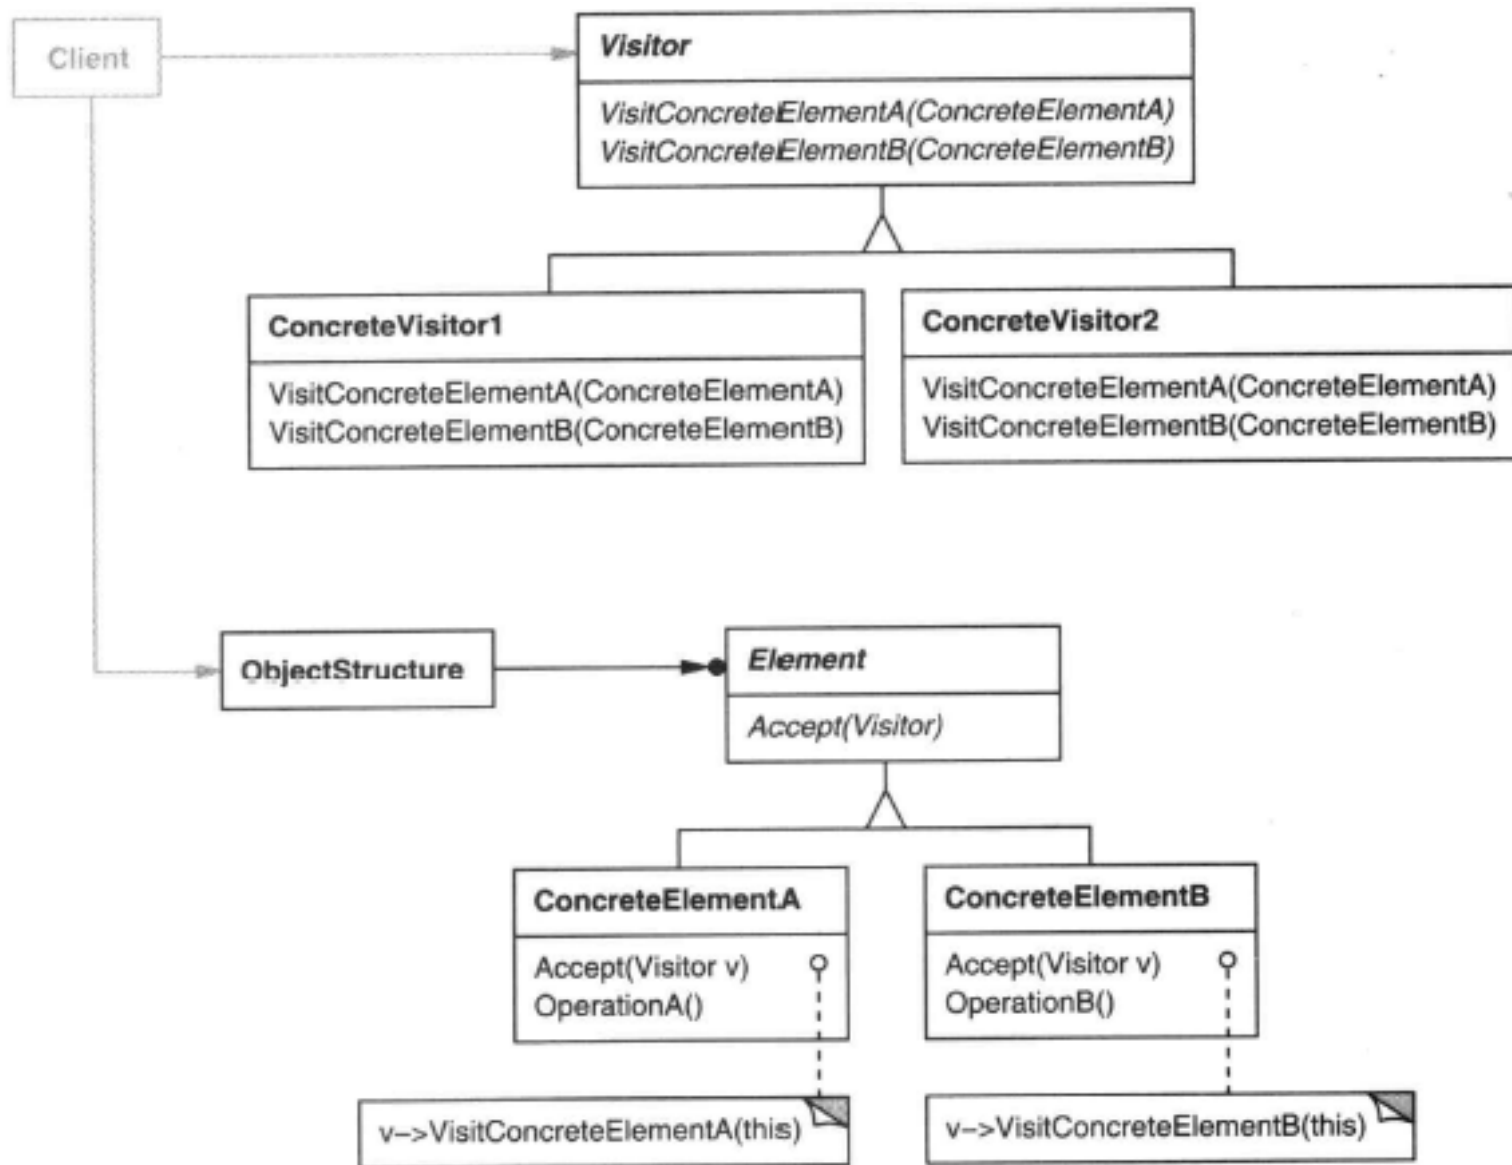 Client
Visitor
VisitConcreteElementA(ConcreteElementA)
VisitConcreteElementB(ConcreteElementB)
ConcreteVisitor1
VisitConcreteElementA(ConcreteElementA)
VisitConcreteElementB(ConcreteElementB)
ConcreteVisitor2
VisitConcreteElementA(ConcreteElementA)
VisitConcreteElementB(ConcreteElementB)
ObjectStructure
Element
Accept(Visitor)
ConcreteElementA
Accept(Visitor v)
OperationA()
ConcreteElementB
Accept(Visitor v)
OperationB()
v–>VisitConcreteElementA(this)
v–>VisitConcreteElementB(this)